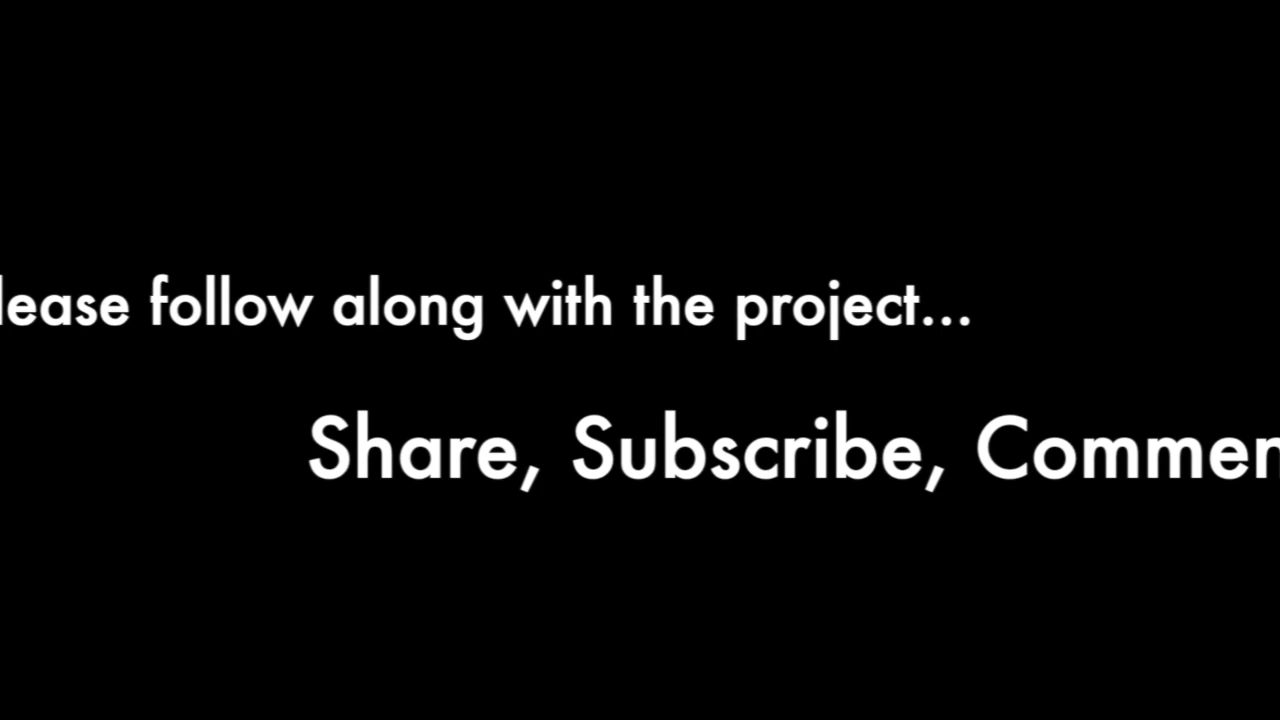 lease follow along with the project...
Share, Subscribe, Commen